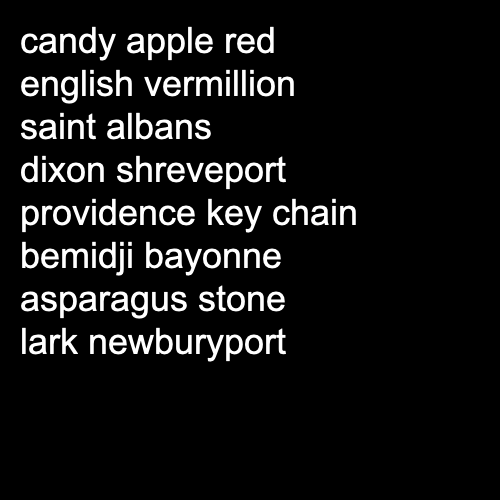 candy apple red
english vermillion
saint albans
dixon shreveport
providence key chain
bemidji bayonne
asparagus stone
lark newburyport